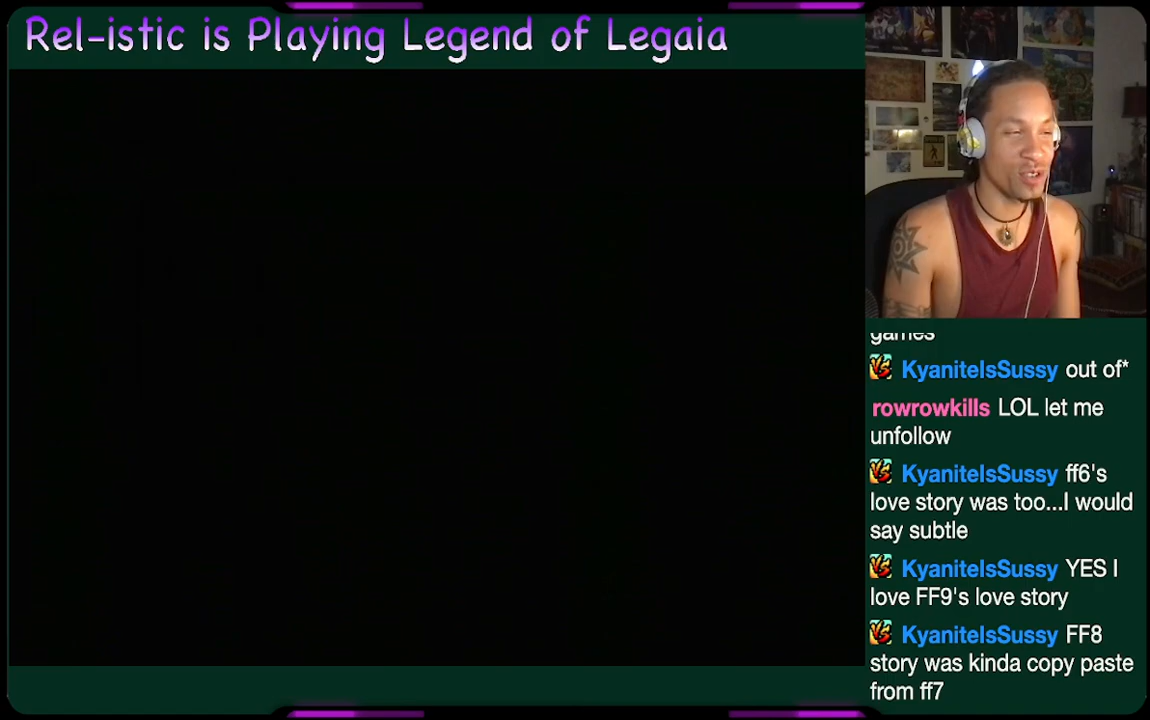 Rel-istic is Playing Legend of Legaia
games
KyaniteIsSussy out of*
rowrowkills LOL let me
unfollow
KyaniteIsSussy ff6's
love story was too...I would
say subtle
KyaniteIsSussy YES I
love FF9's love story
KyaniteIsSussy FF8
story was kinda copy paste
from ff7